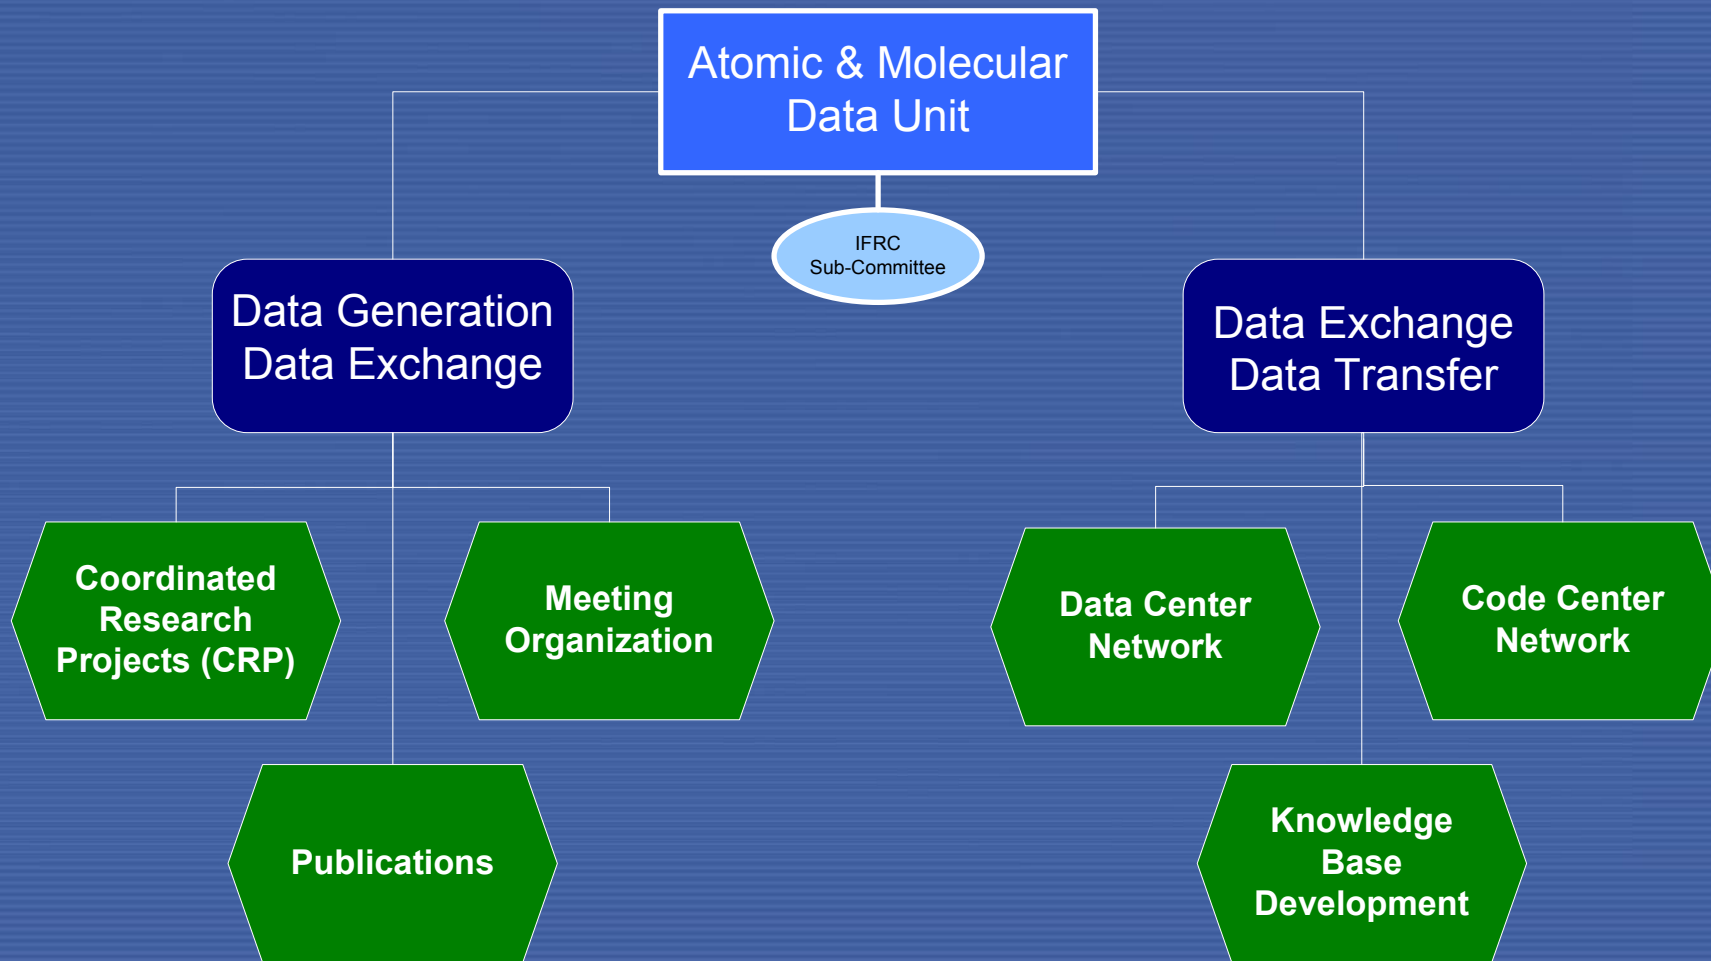 Atomic & Molecular
Data Unit
IFRC
Sub-Committee
Data Generation
Data Exchange
Data Exchange
Data Transfer
Coordinated
Research
Projects (CRP)
Meeting
Organization
Data Center
Network
Code Center
Network
Publications
Knowledge
Base
Development